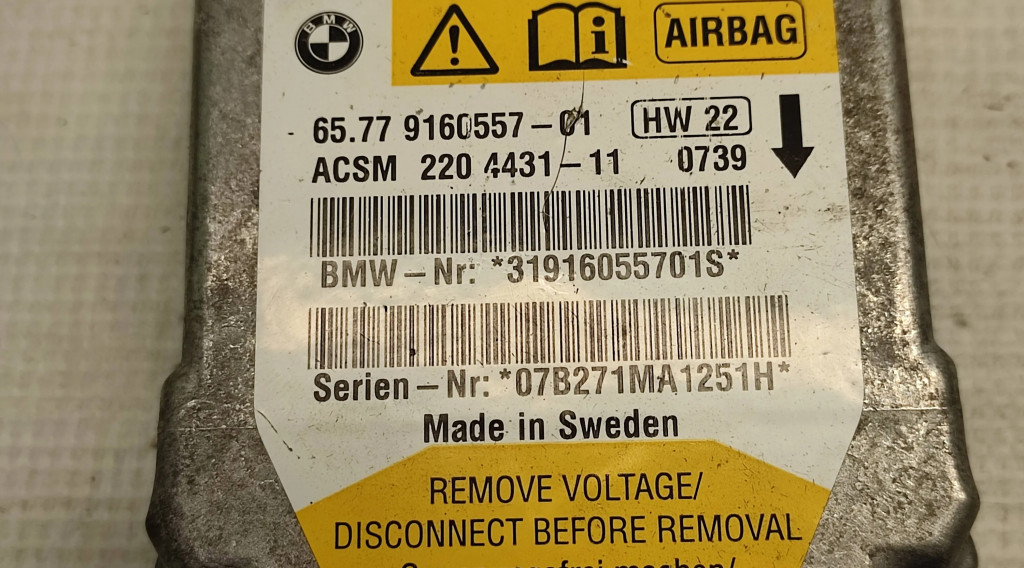 BMW
AIRBAG
65.77 9160557-01 HW 22
ACSM 220 4431-11 0739
BMW-Nr: *31916055701S*
Serien-Nr: *07B271MA1251H*
Made in Sweden
REMOVE VOLTAGE/
DISCONNECT BEFORE REMOVAL